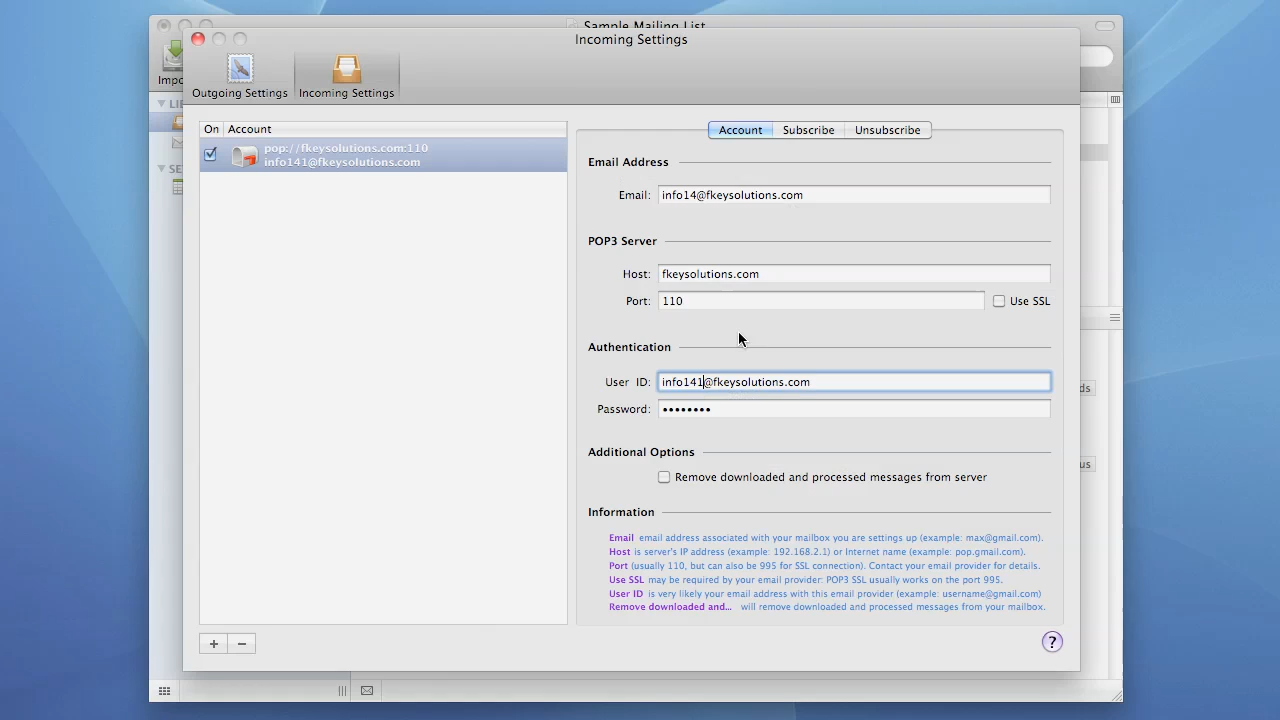 Sample Mailing List
Incoming Settings
Impo
Outgoing Settings
Incoming Settings
LI
SE
On Account
pop://fkeysolutions.com:110
info141@fkeysolutions.com
Account Subscribe Unsubscribe
Email Address
Email: info14@fkeysolutions.com
POP3 Server
Host: fkeysolutions.com
Port: 110 Use SSL
Authentication
User ID: info141@fkeysolutions.com
Password: ••••••••
ds
Additional Options
us
Remove downloaded and processed messages from server
Information
Email email address associated with your mailbox you are settings up (example: max@gmail.com).
Host is server's IP address (example: 192.168.2.1) or Internet name (example: pop.gmail.com).
Port (usually 110, but can also be 995 for SSL connection). Contact your email provider for details.
Use SSL may be required by your email provider: POP3 SSL usually works on the port 995.
User ID is very likely your email address with this email provider (example: username@gmail.com)
Remove downloaded and... will remove downloaded and processed messages from your mailbox.
+ − ?